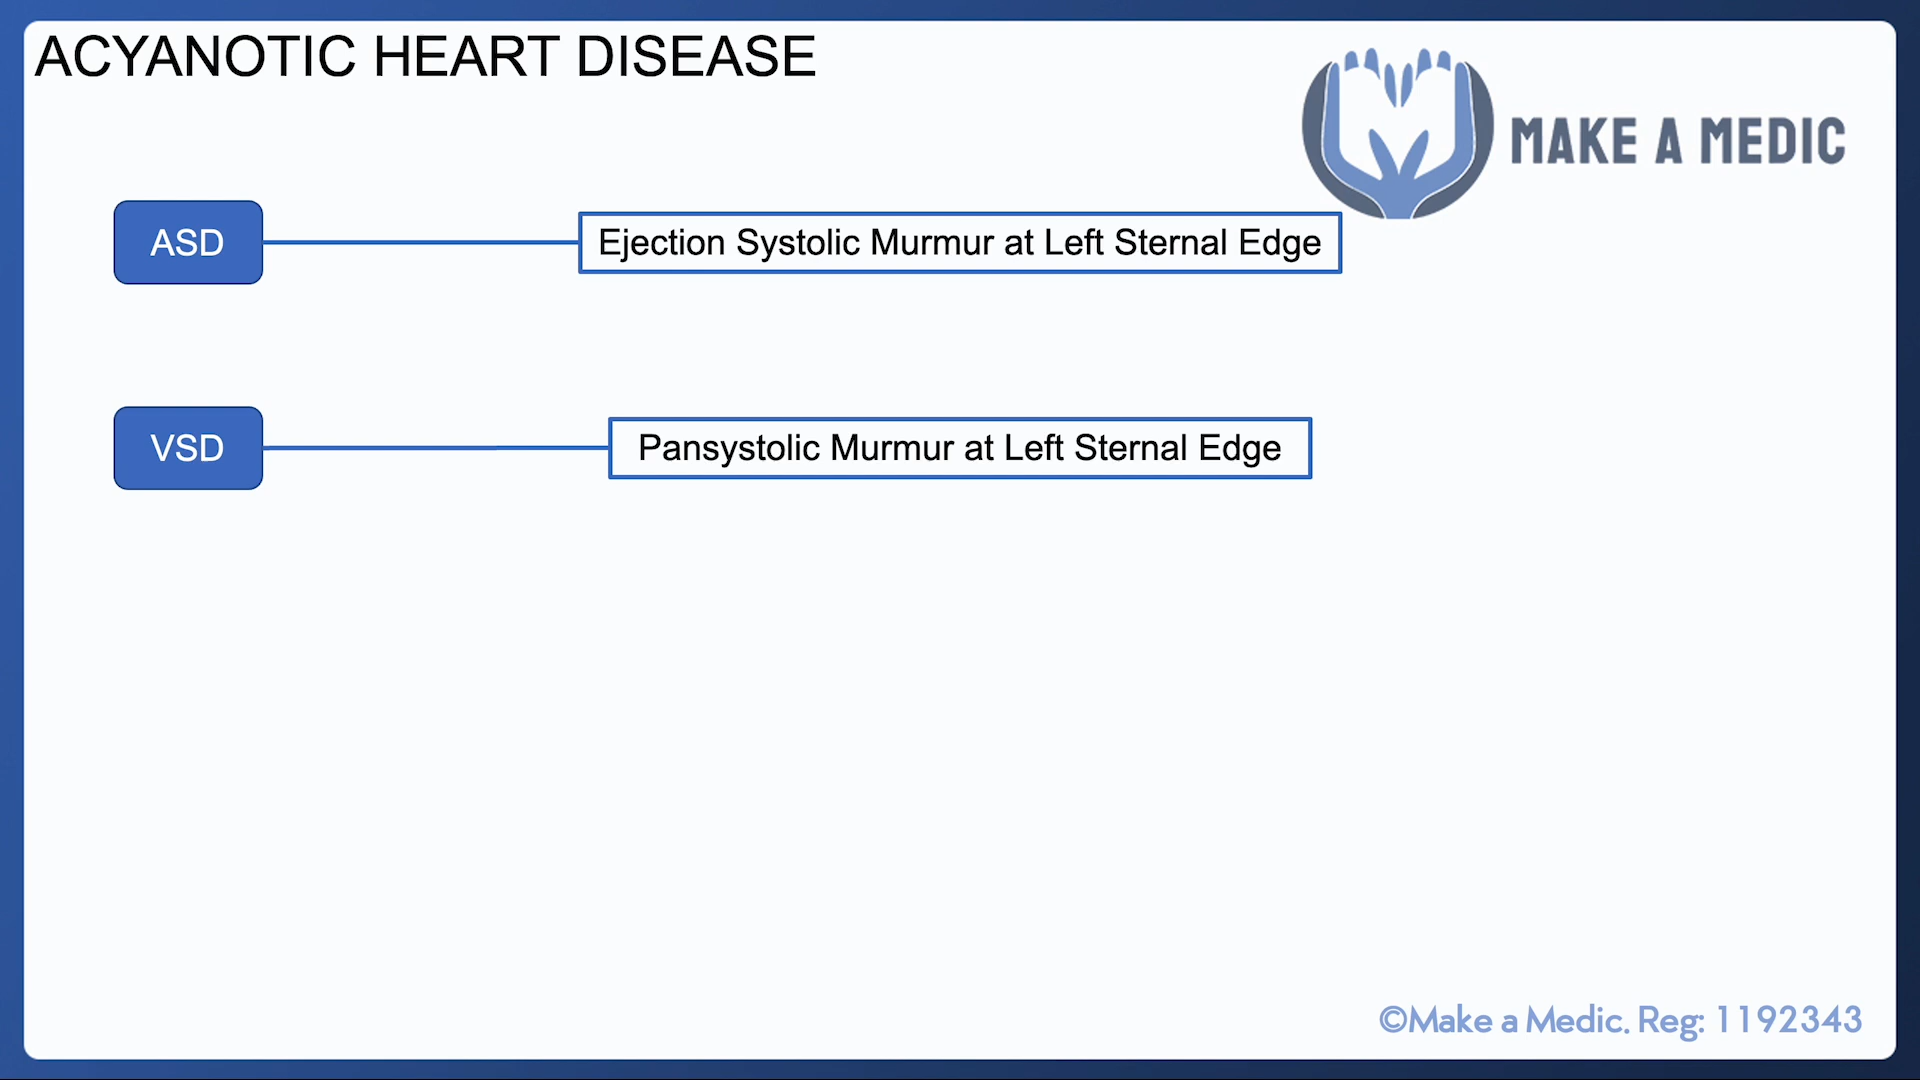 ACYANOTIC HEART DISEASE
MAKE A MEDIC
ASD
Ejection Systolic Murmur at Left Sternal Edge
VSD
Pansystolic Murmur at Left Sternal Edge
©Make a Medic. Reg: 1192343